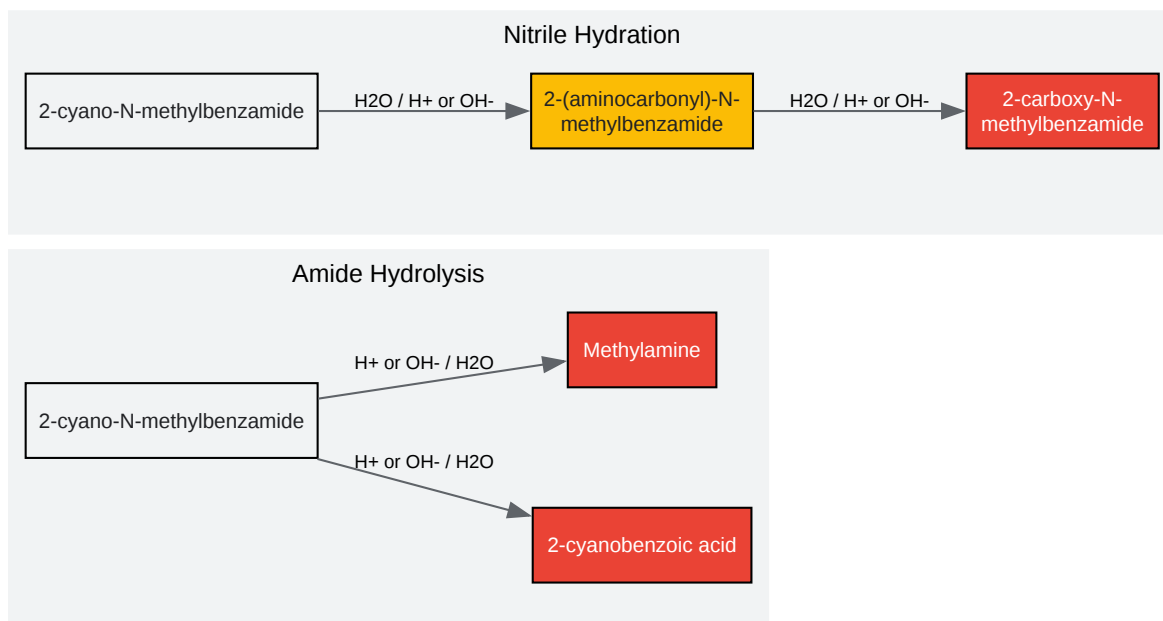 Nitrile Hydration
2-cyano-N-methylbenzamide
H2O / H+ or OH-
2-(aminocarbonyl)-N-
methylbenzamide
H2O / H+ or OH-
2-carboxy-N-
methylbenzamide
Amide Hydrolysis
2-cyano-N-methylbenzamide
H+ or OH- / H2O
Methylamine
H+ or OH- / H2O
2-cyanobenzoic acid